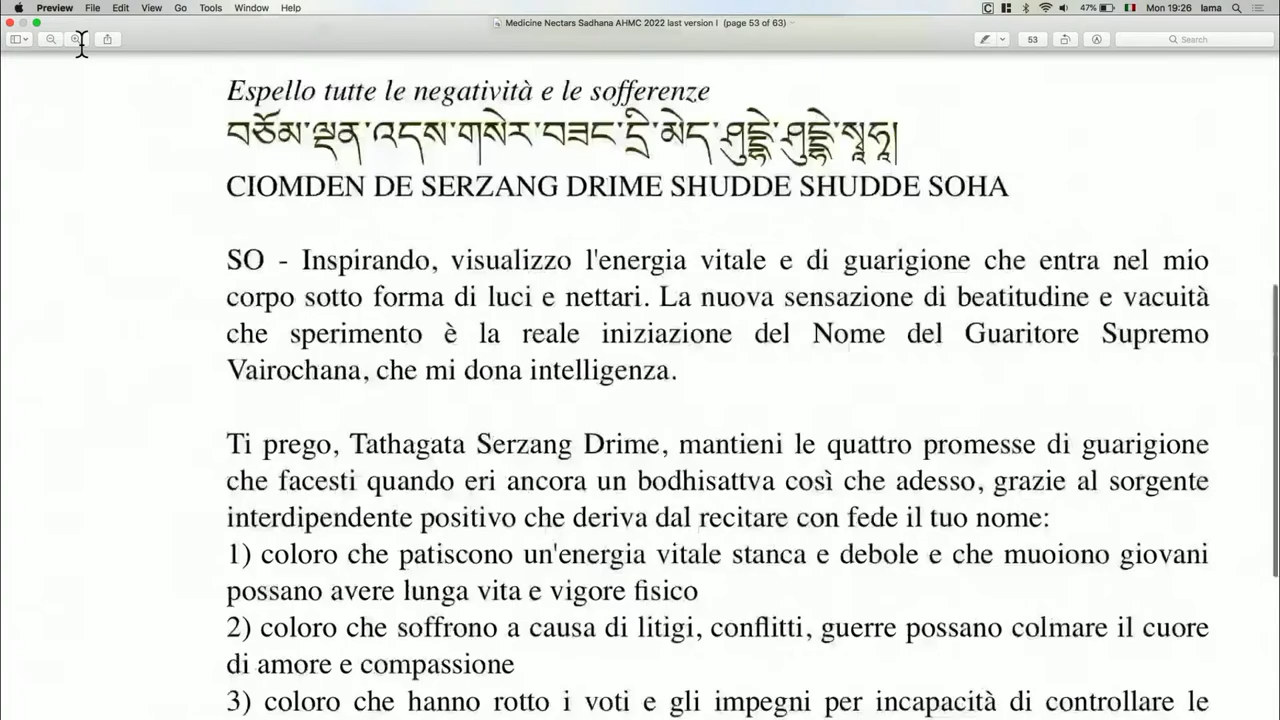 Preview File Edit View Go Tools Window Help 47% Mon 19:26 lama
Medicine Nectars Sadhana AHMC 2022 last version I (page 53 of 63)
53 Search
Espello tutte le negatività e le sofferenze
བཅོམ་ལྡན་འདས་གསེར་བཟང་དྲི་མེད་ཤུདྡྷེ་ཤུདྡྷེ་སྭཱཧཱ།
CIOMDEN DE SERZANG DRIME SHUDDE SHUDDE SOHA
SO - Inspirando, visualizzo l'energia vitale e di guarigione che entra nel mio
corpo sotto forma di luci e nettari. La nuova sensazione di beatitudine e vacuità
che sperimento è la reale iniziazione del Nome del Guaritore Supremo
Vairochana, che mi dona intelligenza.
Ti prego, Tathagata Serzang Drime, mantieni le quattro promesse di guarigione
che facesti quando eri ancora un bodhisattva così che adesso, grazie al sorgente
interdipendente positivo che deriva dal recitare con fede il tuo nome:
1) coloro che patiscono un'energia vitale stanca e debole e che muoiono giovani
possano avere lunga vita e vigore fisico
2) coloro che soffrono a causa di litigi, conflitti, guerre possano colmare il cuore
di amore e compassione
3) coloro che hanno rotto i voti e gli impegni per incapacità di controllare le